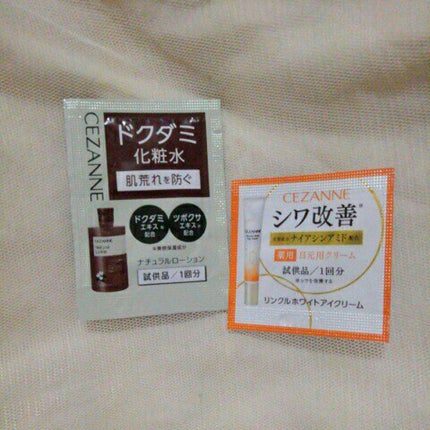 CEZANNE
ドクダミ
化粧水
肌荒れを防ぐ
ドクダミ
エキス
配合
ツボクサ
エキス
配合
ナチュラルローション
試供品/1回分
CEZANNE
シワ改善
ナイアシンアミド配合
薬用 目元用クリーム
試供品/1回分
リンクルホワイトアイクリーム